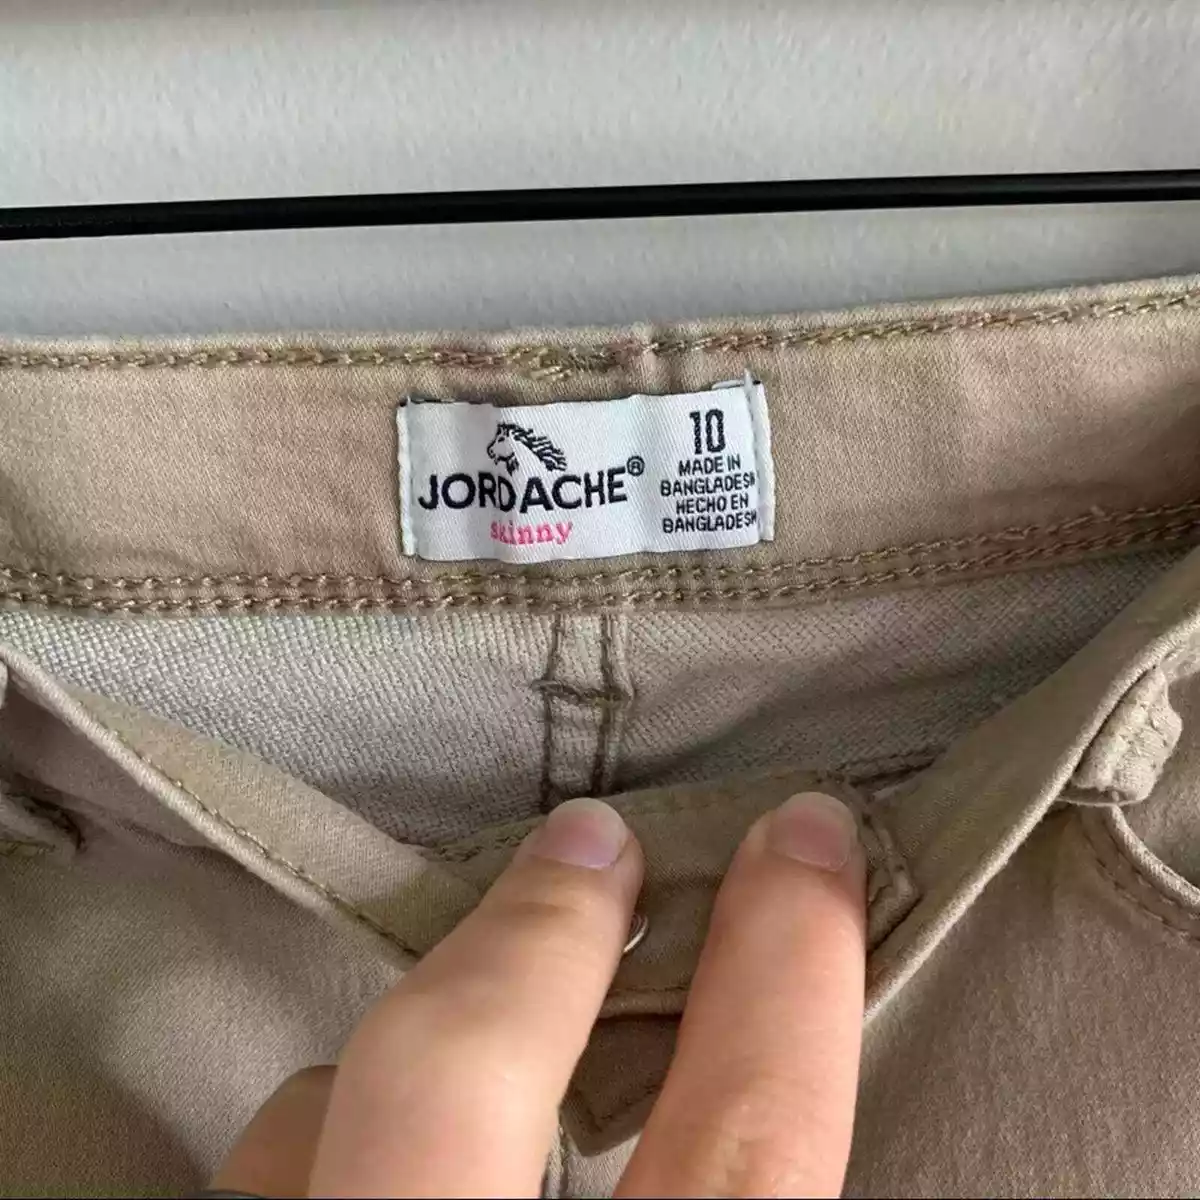 JORDACHE®
skinny
10
MADE IN
BANGLADESH
HECHO EN
BANGLADESH